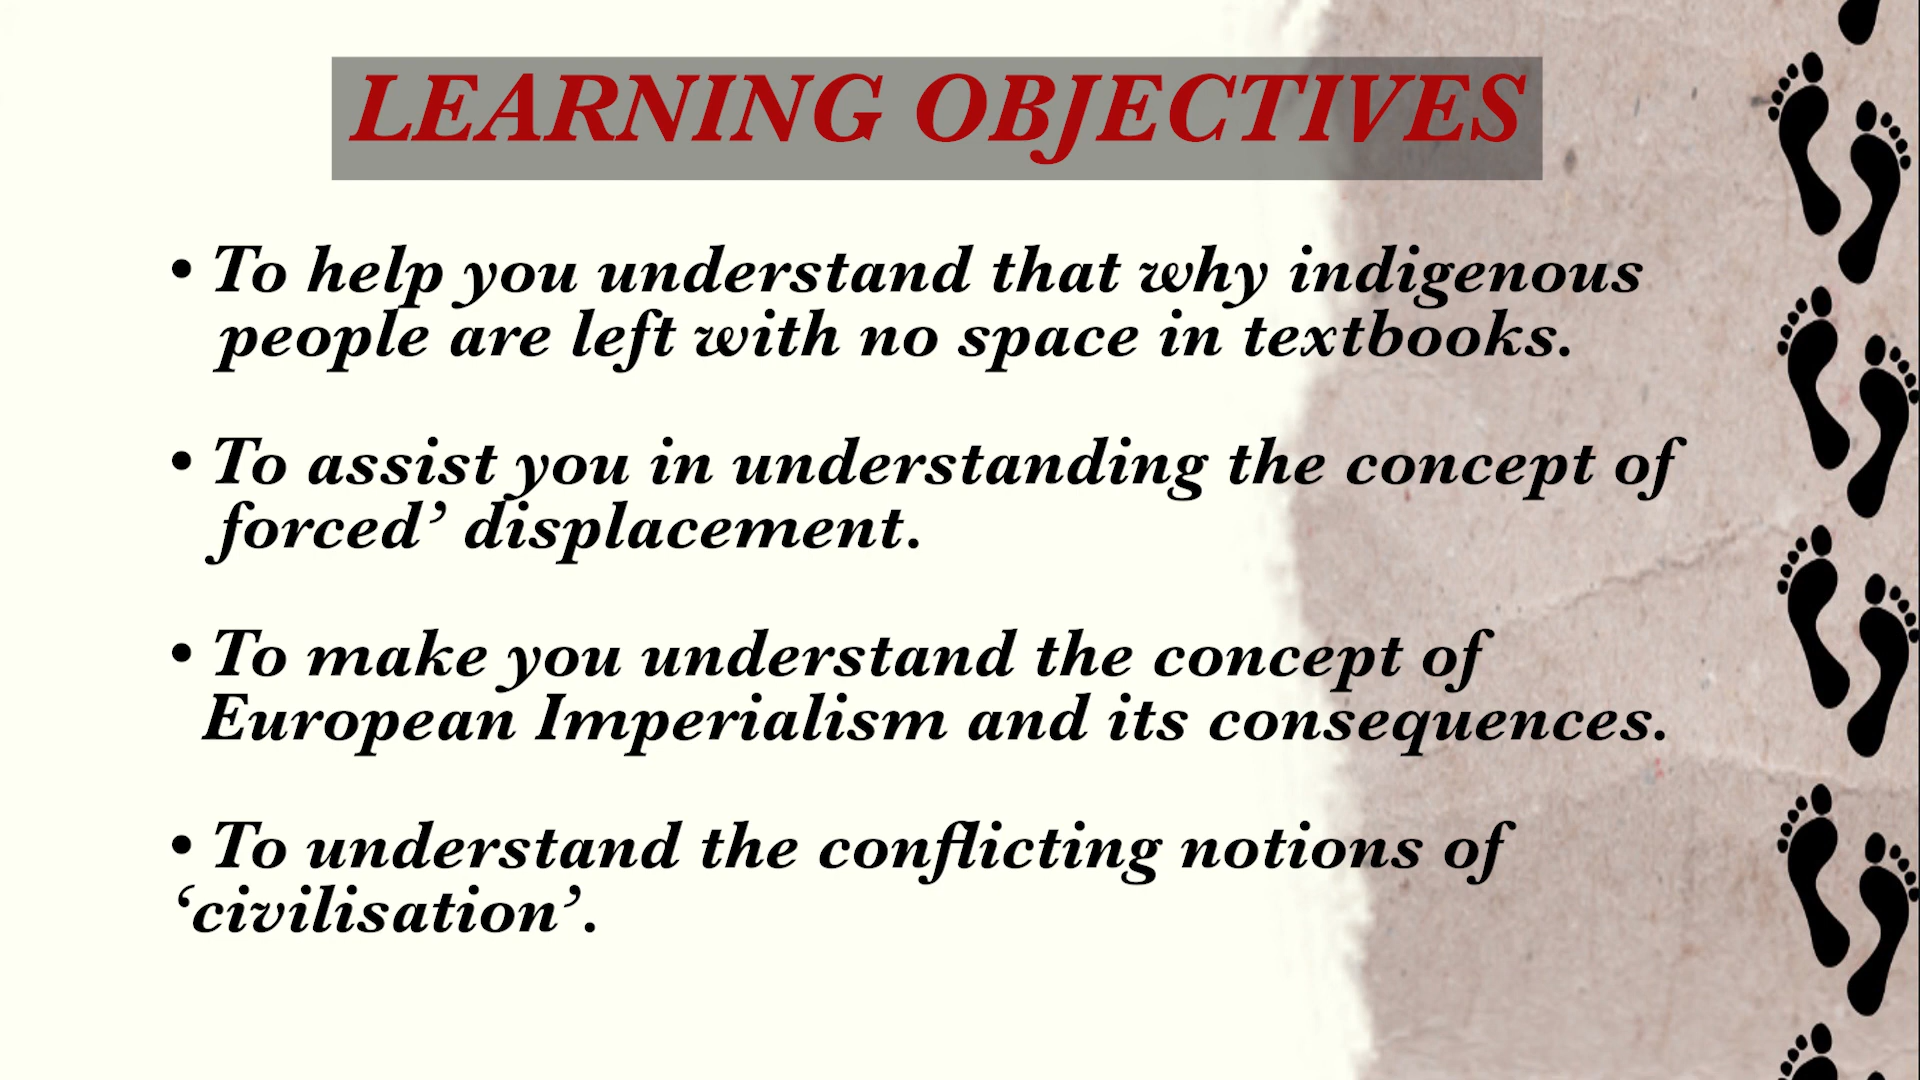 LEARNING OBJECTIVES
• To help you understand that why indigenous
people are left with no space in textbooks.
• To assist you in understanding the concept of
forced’ displacement.
• To make you understand the concept of
European Imperialism and its consequences.
• To understand the conflicting notions of
‘civilisation’.